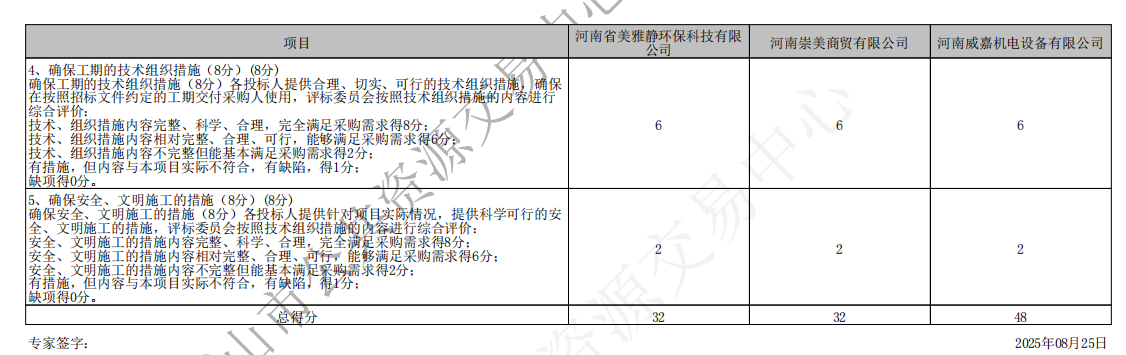 项目
河南省美雅静环保科技有限
公司
河南崇美商贸有限公司
河南威嘉机电设备有限公司
4、确保工期的技术组织措施（8分）(8分)
确保工期的技术组织措施（8分）各投标人提供合理、切实、可行的技术组织措施，确保
在按照招标文件约定的工期交付采购人使用，评标委员会按照技术组织措施的内容进行
综合评价：
技术、组织措施内容完整、科学、合理，完全满足采购需求得8分；
技术、组织措施内容相对完整、合理、可行，能够满足采购需求得6分；
技术、组织措施内容不完整但能基本满足采购需求得2分；
有措施，但内容与本项目实际不符合，有缺陷，得1分；
缺项得0分。
6
6
6
5、确保安全、文明施工的措施（8分）(8分)
确保安全、文明施工的措施（8分）各投标人提供针对项目实际情况，提供科学可行的安
全、文明施工的措施，评标委员会按照技术组织措施的内容进行综合评价：
安全、文明施工的措施内容完整、科学、合理，完全满足采购需求得8分；
安全、文明施工的措施内容相对完整、合理、可行，能够满足采购需求得6分；
安全、文明施工的措施内容不完整但能基本满足采购需求得2分；
有措施，但内容与本项目实际不符合，有缺陷，得1分；
缺项得0分。
2
2
2
总得分
32
32
48
专家签字：
2025年08月25日
山市公共资源交易中心
资源交易中心